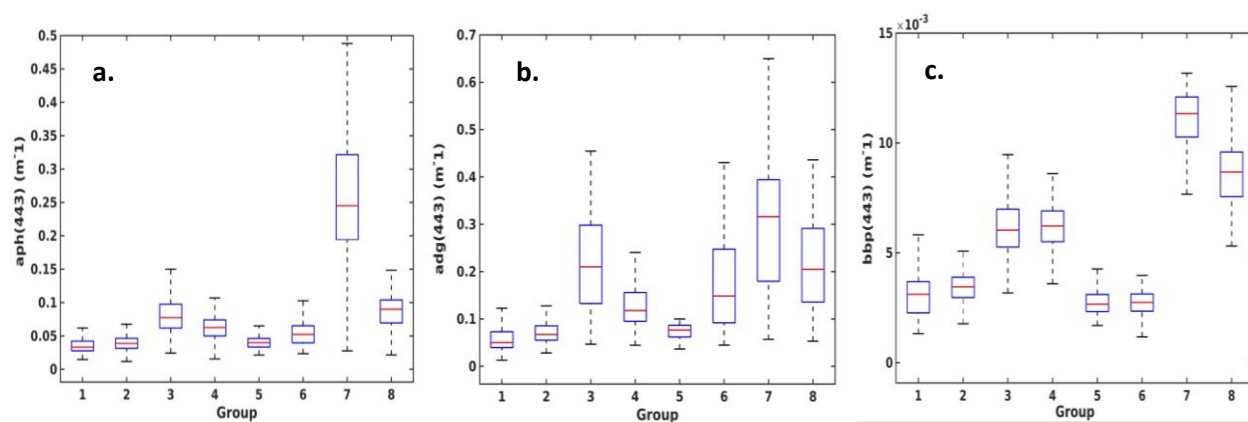 a.
aph(443) (m^-1)
0.5
0.45
0.4
0.35
0.3
0.25
0.2
0.15
0.1
0.05
0
1 2 3 4 5 6 7 8
Group
b.
adg(443) (m^-1)
0.7
0.6
0.5
0.4
0.3
0.2
0.1
0
1 2 3 4 5 6 7 8
Group
c.
×10^-3
bbp(443) (m^-1)
15
10
5
0
1 2 3 4 5 6 7 8
Group